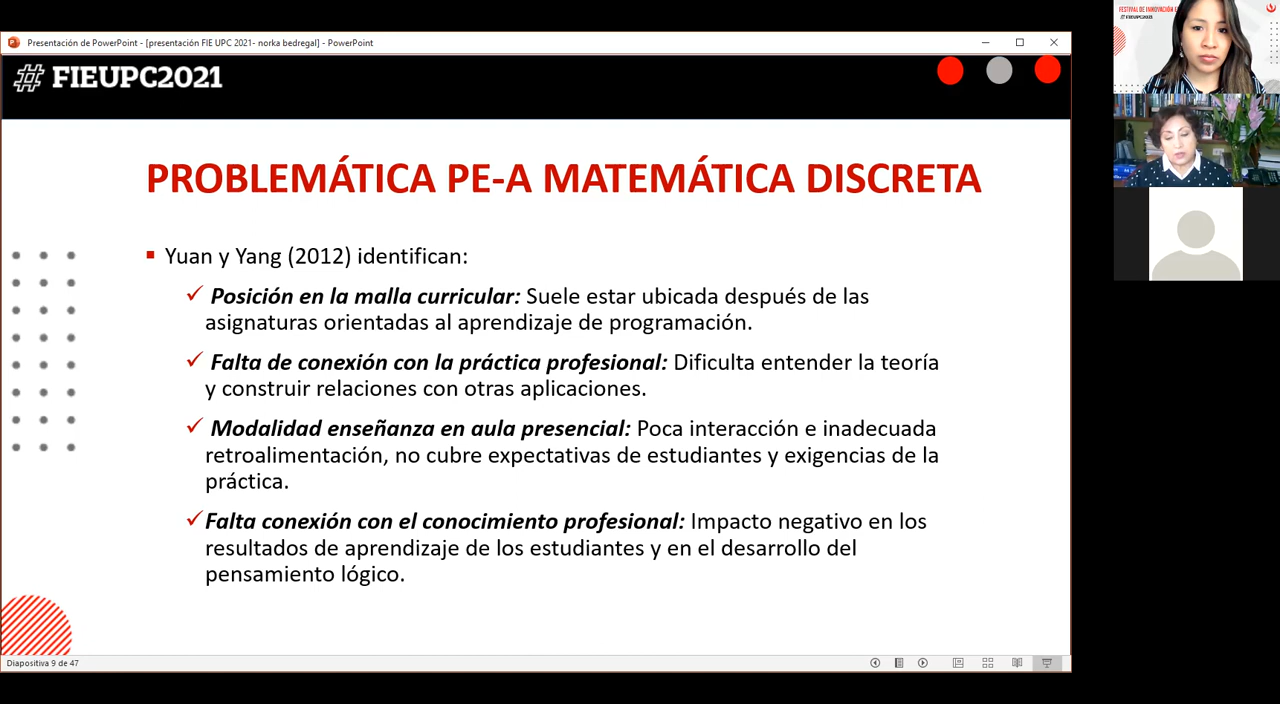 Presentación de PowerPoint - [presentación FIE UPC 2021- norka bedregal] - PowerPoint
# FIEUPC2021
PROBLEMÁTICA PE-A MATEMÁTICA DISCRETA
Yuan y Yang (2012) identifican:
Posición en la malla curricular: Suele estar ubicada después de las
asignaturas orientadas al aprendizaje de programación.
Falta de conexión con la práctica profesional: Dificulta entender la teoría
y construir relaciones con otras aplicaciones.
Modalidad enseñanza en aula presencial: Poca interacción e inadecuada
retroalimentación, no cubre expectativas de estudiantes y exigencias de la
práctica.
Falta conexión con el conocimiento profesional: Impacto negativo en los
resultados de aprendizaje de los estudiantes y en el desarrollo del
pensamiento lógico.
Diapositiva 9 de 47
FESTIVAL DE INNOVACIÓN